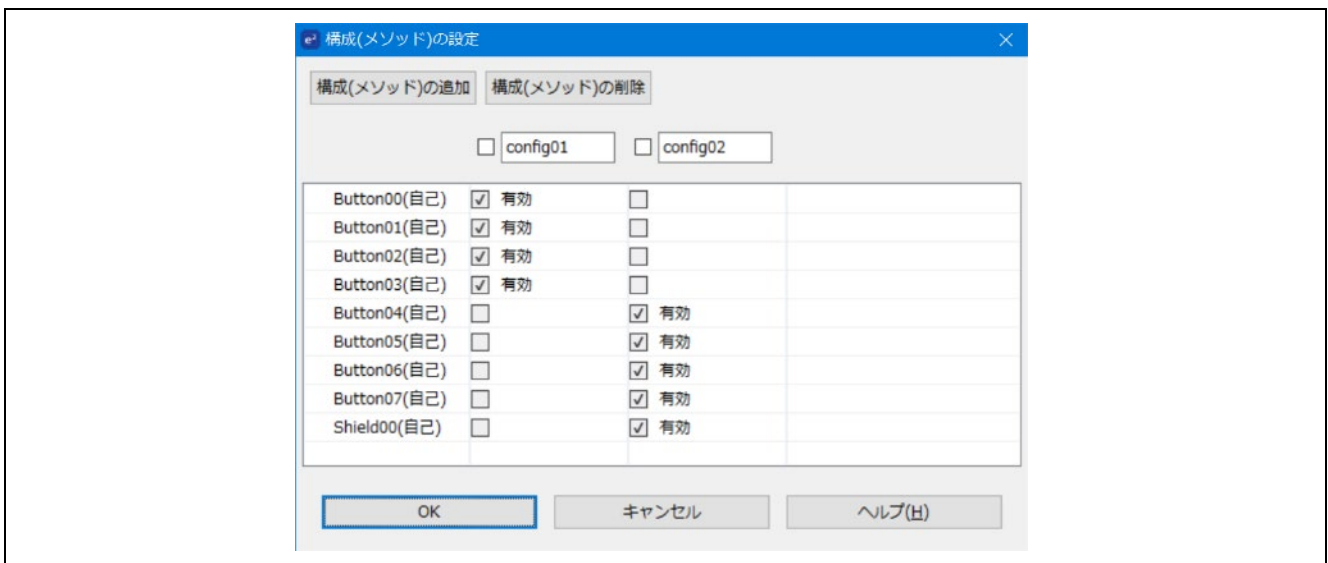 e² 構成(メソッド)の設定
構成(メソッド)の追加 構成(メソッド)の削除
config01 config02
Button00(自己) 有効
Button01(自己) 有効
Button02(自己) 有効
Button03(自己) 有効
Button04(自己) 有効
Button05(自己) 有効
Button06(自己) 有効
Button07(自己) 有効
Shield00(自己) 有効
OK キャンセル ヘルプ(H)